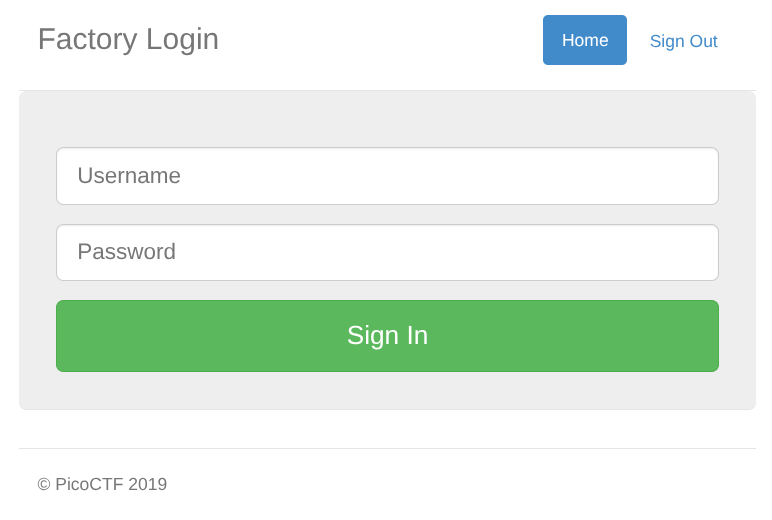 Factory Login
Home
Sign Out
Username
Password
Sign In
© PicoCTF 2019